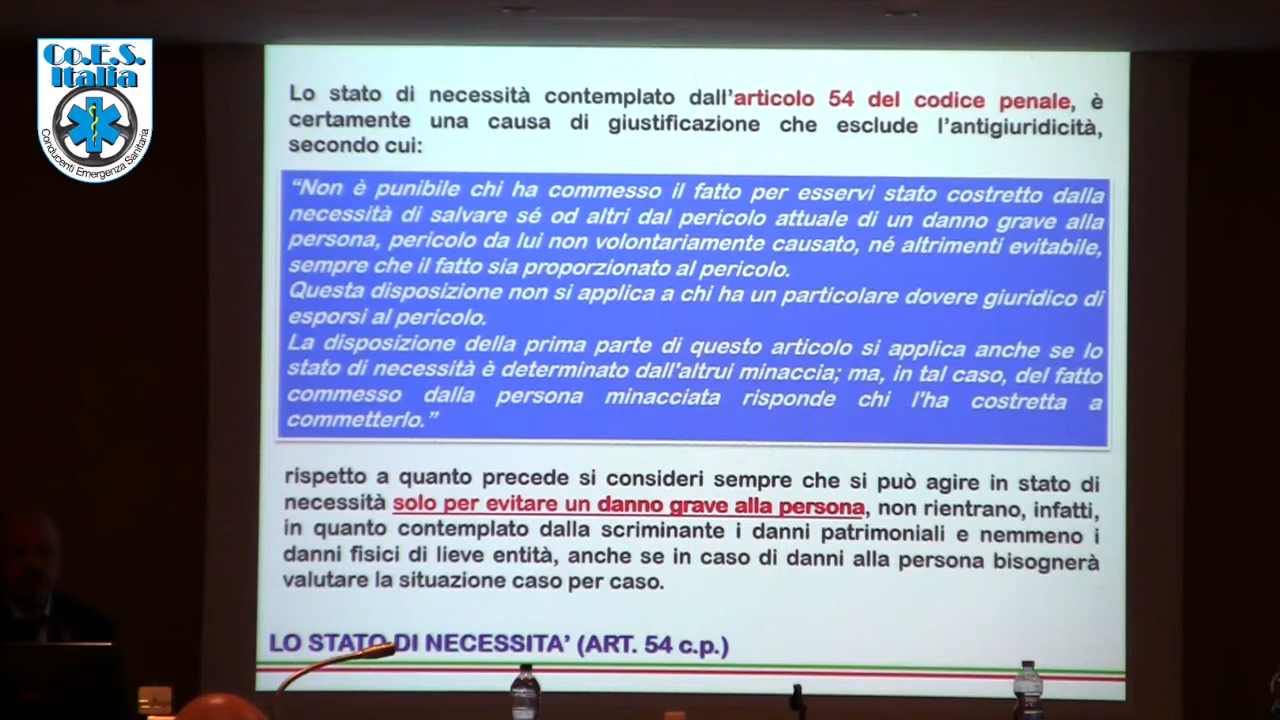 Co.E.S.
Italia
Conducenti Emergenza Sanitaria
Lo stato di necessità contemplato dall'articolo 54 del codice penale, è
certamente una causa di giustificazione che esclude l'antigiuridicità,
secondo cui:
“Non è punibile chi ha commesso il fatto per esservi stato costretto dalla
necessità di salvare sé od altri dal pericolo attuale di un danno grave alla
persona, pericolo da lui non volontariamente causato, né altrimenti evitabile,
sempre che il fatto sia proporzionato al pericolo.
Questa disposizione non si applica a chi ha un particolare dovere giuridico di
esporsi al pericolo.
La disposizione della prima parte di questo articolo si applica anche se lo
stato di necessità è determinato dall'altrui minaccia; ma, in tal caso, del fatto
commesso dalla persona minacciata risponde chi l'ha costretta a
commetterlo.”
rispetto a quanto precede si consideri sempre che si può agire in stato di
necessità solo per evitare un danno grave alla persona, non rientrano, infatti,
in quanto contemplato dalla scriminante i danni patrimoniali e nemmeno i
danni fisici di lieve entità, anche se in caso di danni alla persona bisognerà
valutare la situazione caso per caso.
LO STATO DI NECESSITA' (ART. 54 c.p.)